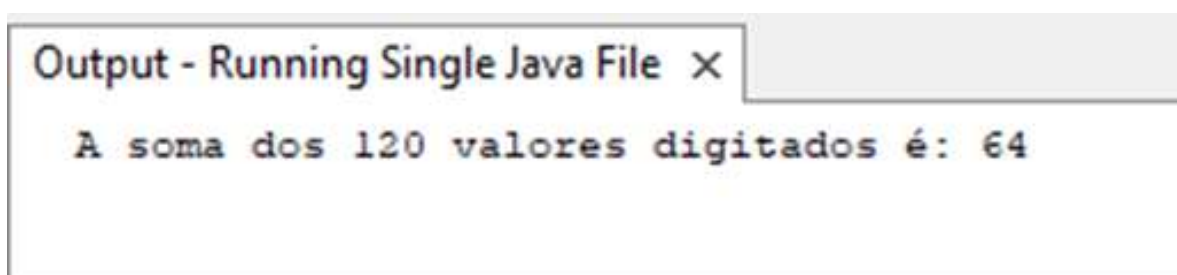 Output - Running Single Java File ×
A soma dos 120 valores digitados é: 64